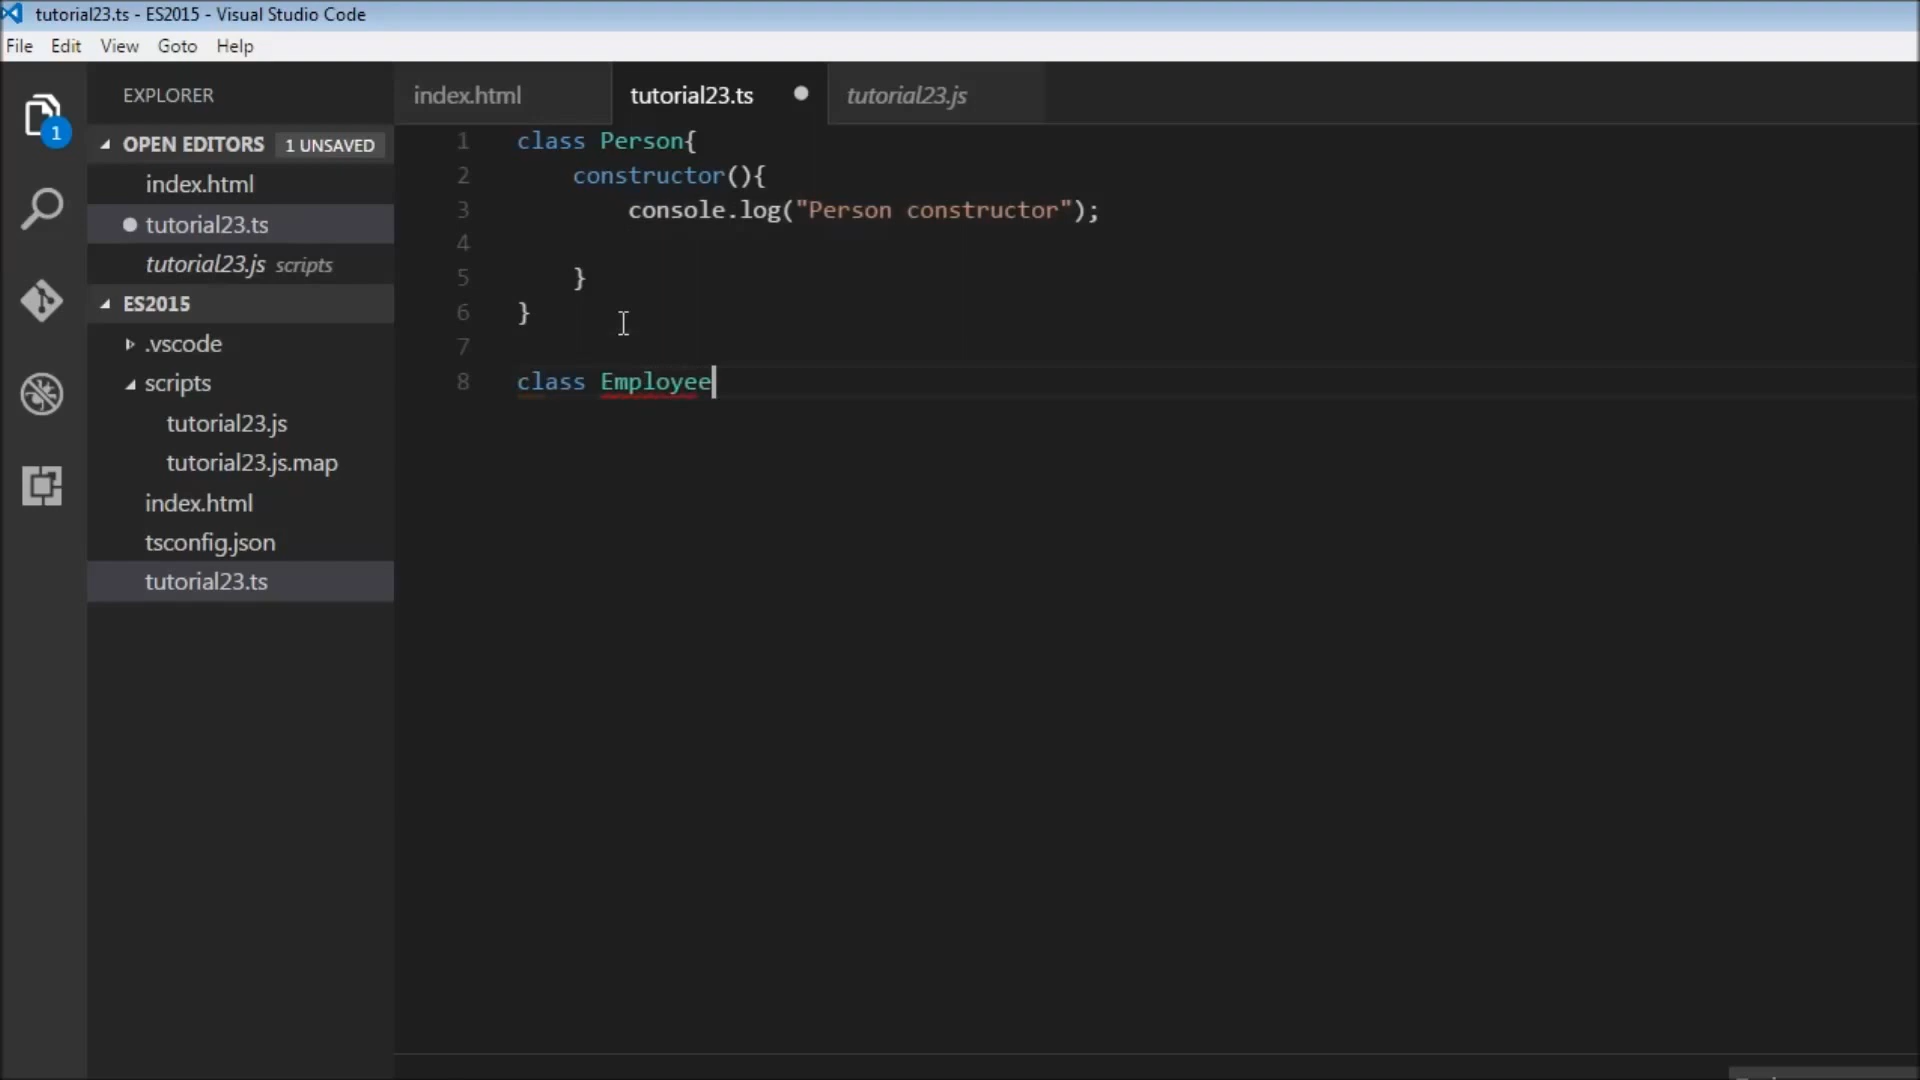 tutorial23.ts - ES2015 - Visual Studio Code
File Edit View Goto Help
EXPLORER
OPEN EDITORS 1 UNSAVED
index.html
tutorial23.ts
tutorial23.js scripts
ES2015
.vscode
scripts
tutorial23.js
tutorial23.js.map
index.html
tsconfig.json
tutorial23.ts
1
index.html tutorial23.ts tutorial23.js
1 class Person{
2 constructor(){
3 console.log("Person constructor");
4
5 }
6 }
7
8 class Employee